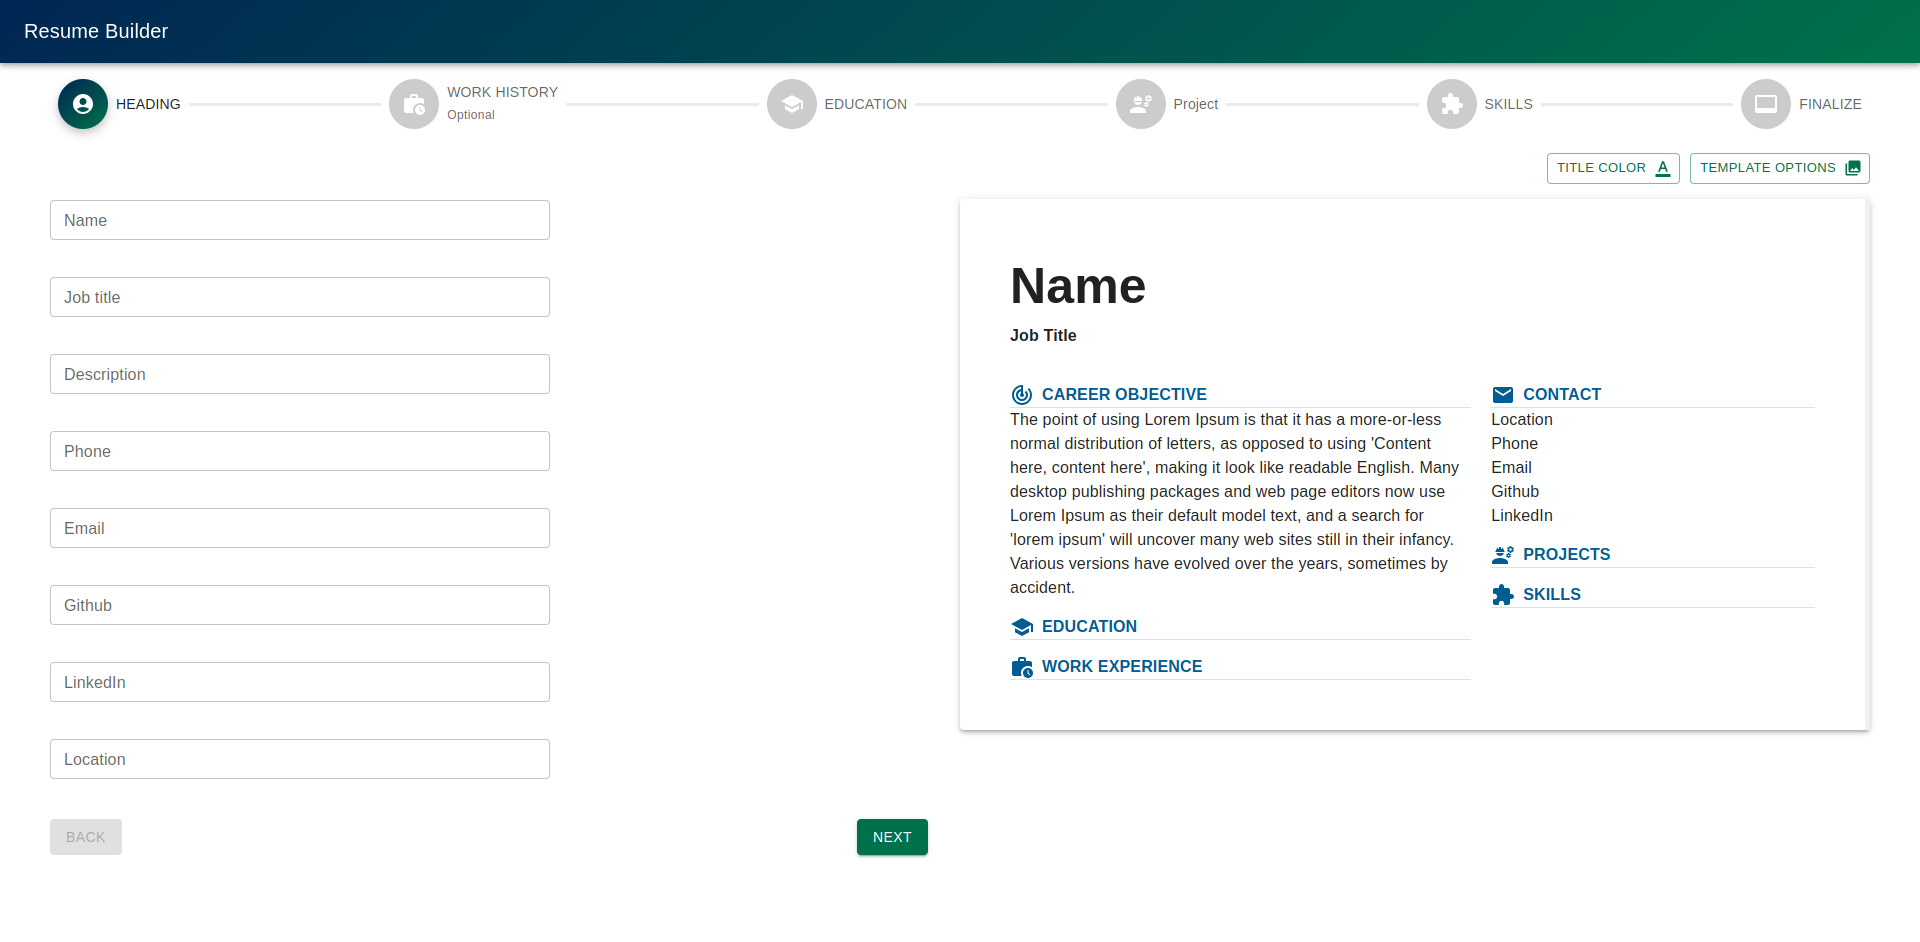 Resume Builder
HEADING
WORK HISTORY
Optional
EDUCATION
Project
SKILLS
FINALIZE
TITLE COLOR
TEMPLATE OPTIONS
Name
Job title
Description
Phone
Email
Github
LinkedIn
Location
BACK
NEXT
Name
Job Title
CAREER OBJECTIVE
The point of using Lorem Ipsum is that it has a more-or-less
normal distribution of letters, as opposed to using 'Content
here, content here', making it look like readable English. Many
desktop publishing packages and web page editors now use
Lorem Ipsum as their default model text, and a search for
'lorem ipsum' will uncover many web sites still in their infancy.
Various versions have evolved over the years, sometimes by
accident.
EDUCATION
WORK EXPERIENCE
CONTACT
Location
Phone
Email
Github
LinkedIn
PROJECTS
SKILLS